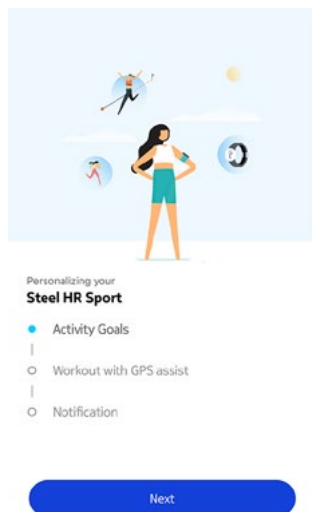 Personalizing your
Steel HR Sport
Activity Goals
Workout with GPS assist
Notification
Next